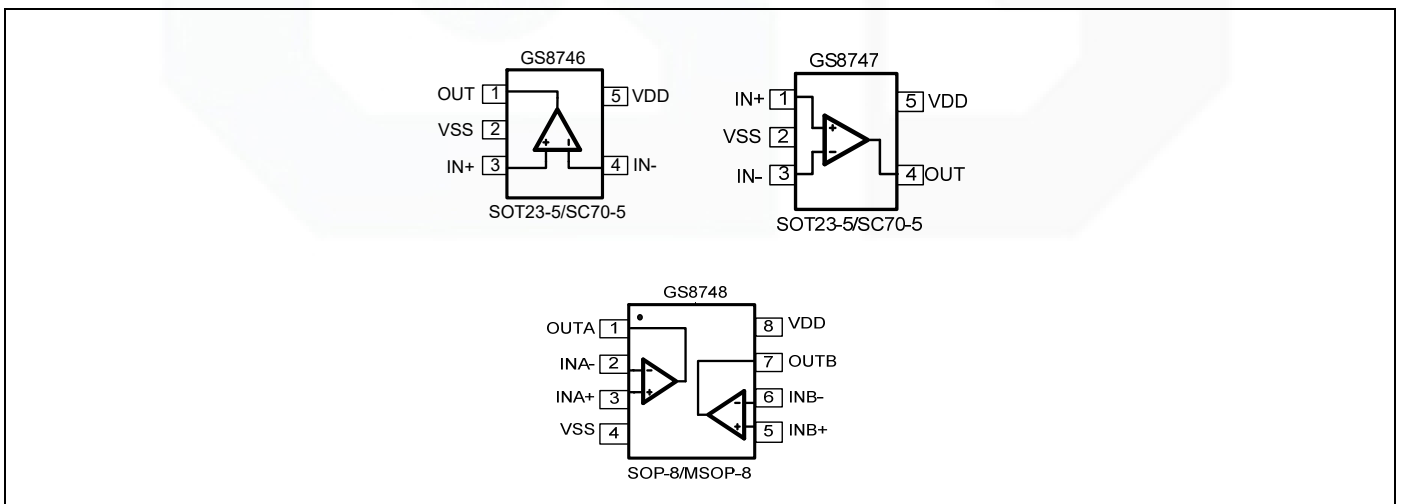 GS8746
OUT 1
5 VDD
VSS 2
IN+ 3
4 IN-
+ -
SOT23-5/SC70-5
GS8747
IN+ 1
5 VDD
VSS 2
IN- 3
4 OUT
+
-
SOT23-5/SC70-5
GS8748
OUTA 1
8 VDD
INA- 2
7 OUTB
INA+ 3
6 INB-
VSS 4
5 INB+
-
+
-
+
SOP-8/MSOP-8